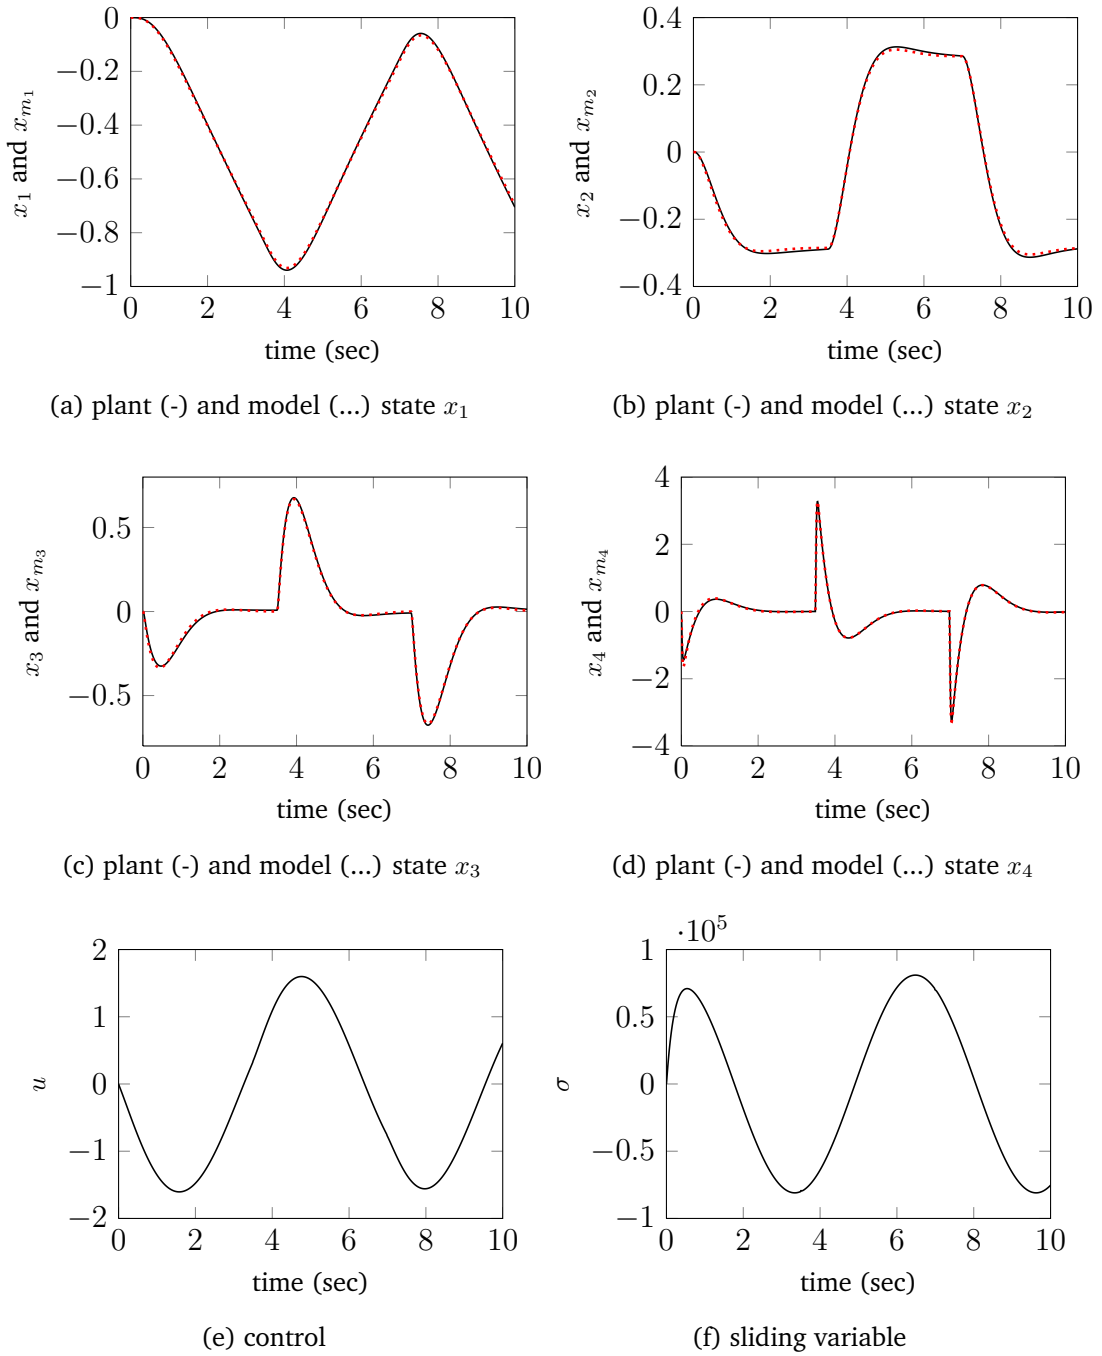 0
−0.2
−0.4
−0.6
−0.8
−1
x₁ and xₘ₁
0 2 4 6 8 10
time (sec)
(a) plant (-) and model (...) state x₁
0.4
0.2
0
−0.2
−0.4
x₂ and xₘ₂
0 2 4 6 8 10
time (sec)
(b) plant (-) and model (...) state x₂
0.5
0
−0.5
x₃ and xₘ₃
0 2 4 6 8 10
time (sec)
(c) plant (-) and model (...) state x₃
4
2
0
−2
−4
x₄ and xₘ₄
0 2 4 6 8 10
time (sec)
(d) plant (-) and model (...) state x₄
2
1
0
−1
−2
u
0 2 4 6 8 10
time (sec)
(e) control
·10⁵
1
0.5
0
−0.5
−1
σ
0 2 4 6 8 10
time (sec)
(f) sliding variable